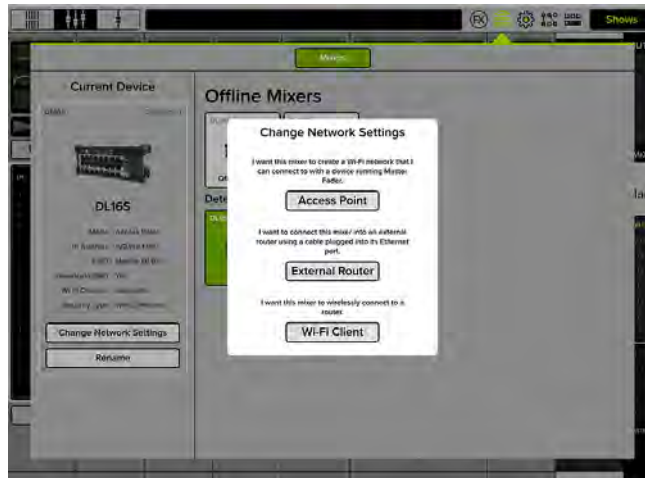 FX
Shows
Mixers
Current Device
Offline Mixers
DL16S
Change Network Settings
Rename
Change Network Settings
I want this mixer to create a Wi-Fi network that I
can connect to with a device running Master
Fader.
Access Point
I want to connect this mixer into an external
router using a cable plugged into its Ethernet
port.
External Router
I want this mixer to wirelessly connect to a
router.
Wi-Fi Client